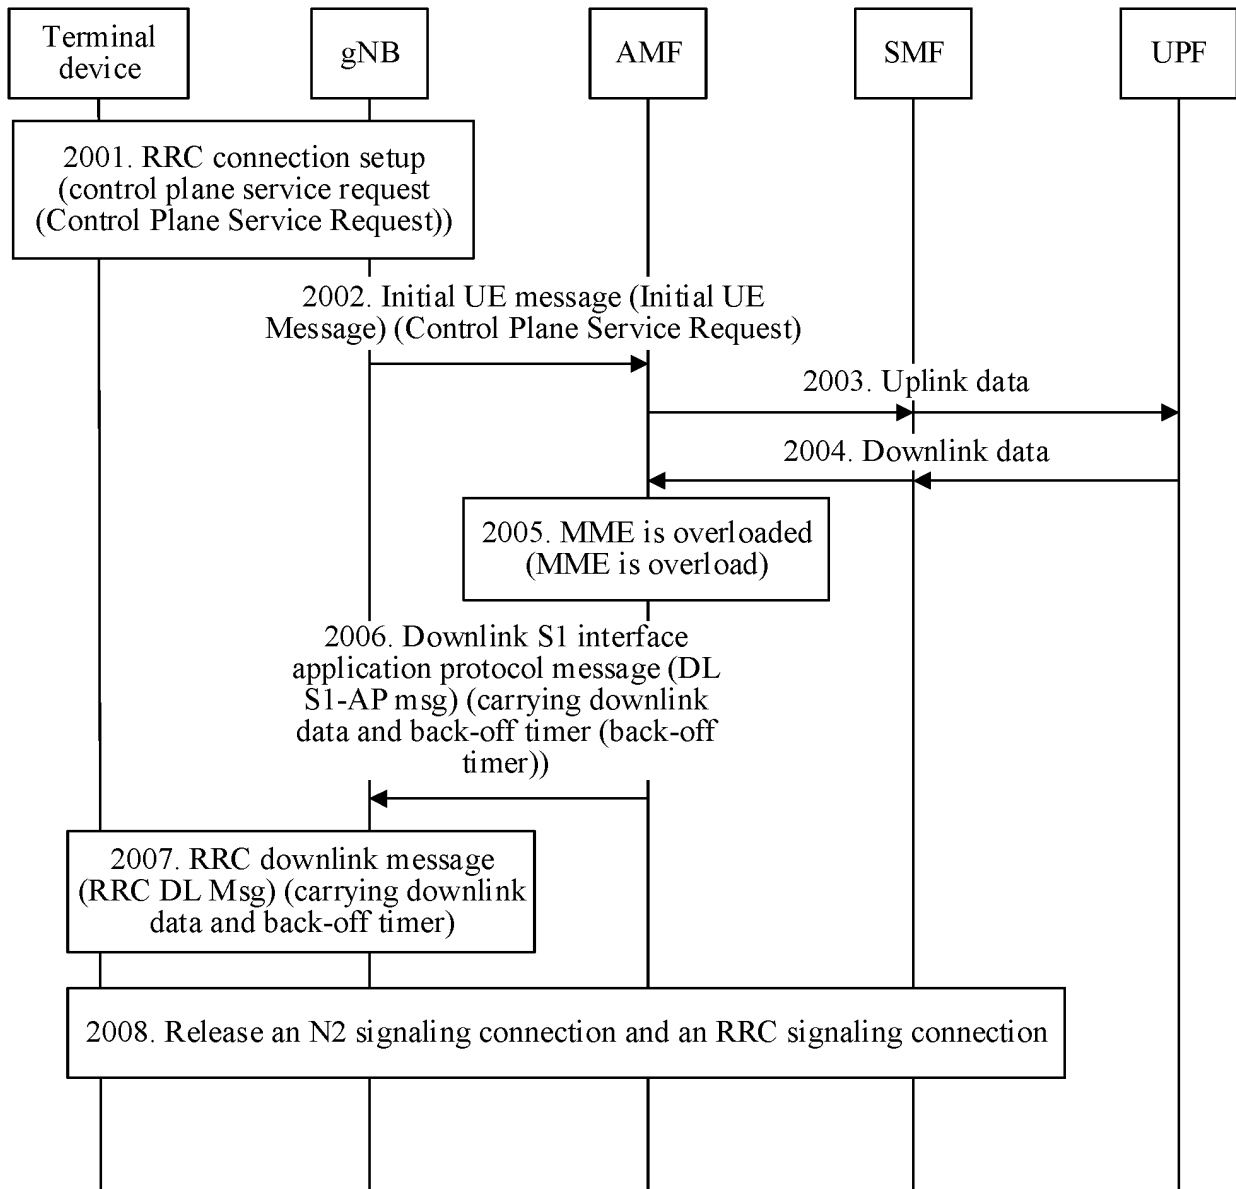 Terminal
device
gNB
AMF
SMF
UPF
2001. RRC connection setup
(control plane service request
(Control Plane Service Request))
2002. Initial UE message (Initial UE
Message) (Control Plane Service Request)
2003. Uplink data
2004. Downlink data
2005. MME is overloaded
(MME is overload)
2006. Downlink S1 interface
application protocol message (DL
S1-AP msg) (carrying downlink
data and back-off timer (back-off
timer))
2007. RRC downlink message
(RRC DL Msg) (carrying downlink
data and back-off timer)
2008. Release an N2 signaling connection and an RRC signaling connection